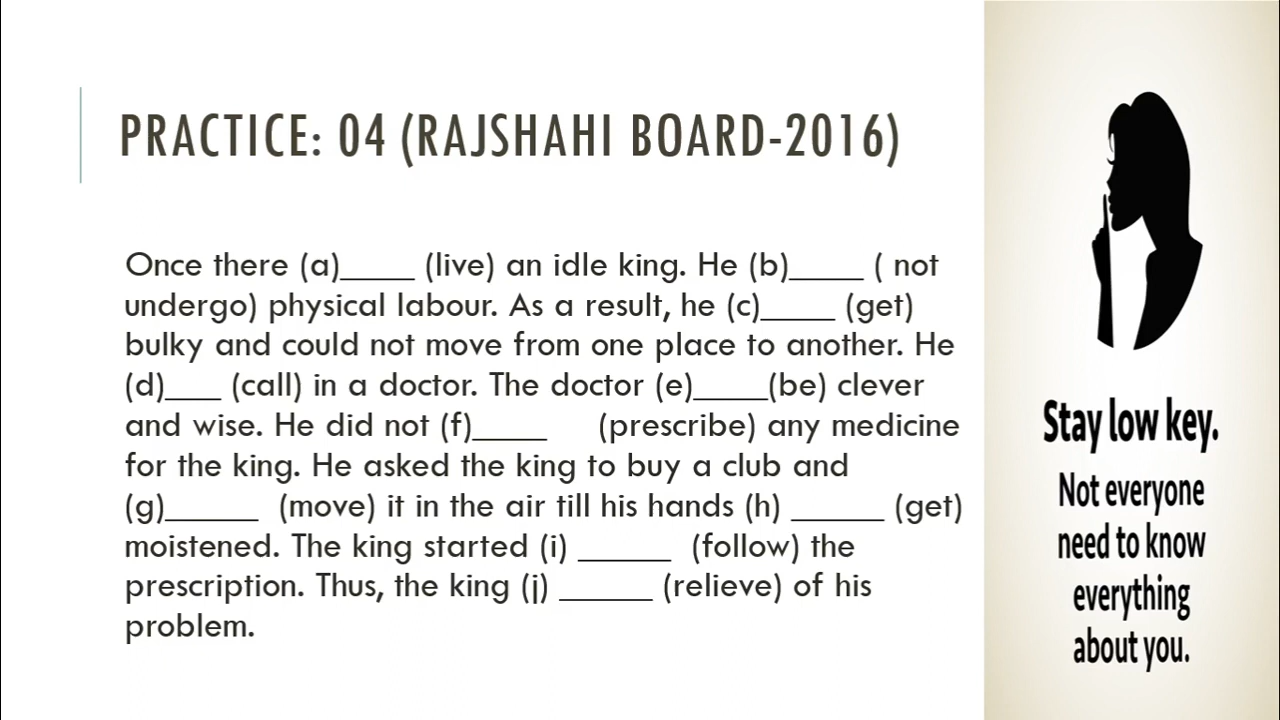 PRACTICE: 04 (RAJSHAHI BOARD-2016)
Once there (a)____ (live) an idle king. He (b)____ ( not
undergo) physical labour. As a result, he (c)____ (get)
bulky and could not move from one place to another. He
(d)___ (call) in a doctor. The doctor (e)____(be) clever
and wise. He did not (f)____ (prescribe) any medicine
for the king. He asked the king to buy a club and
(g)_____ (move) it in the air till his hands (h) _____ (get)
moistened. The king started (i) _____ (follow) the
prescription. Thus, the king (j) _____ (relieve) of his
problem.
Stay low key.
Not everyone
need to know
everything
about you.